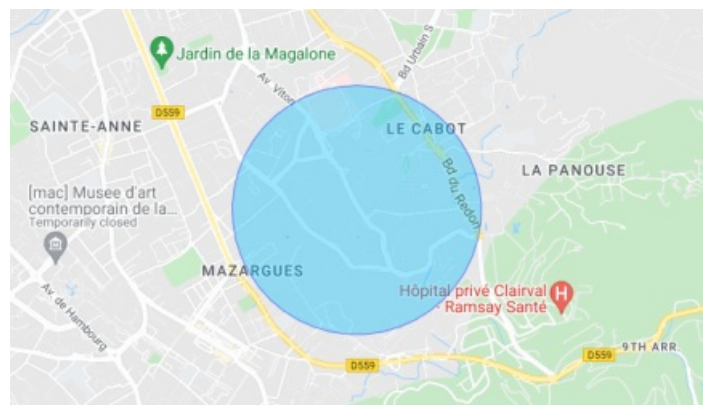 Jardin de la Magalone
Bd Urbain S
Av. Viton
D559
SAINTE-ANNE
LE CABOT
LA PANOUSE
Bd du Redon
[mac] Musee d'art
contemporain de la...
Temporarily closed
MAZARGUES
Hôpital privé Clairval
- Ramsay Santé
H
Av. de Hambourg
D559
D559
9TH ARR.